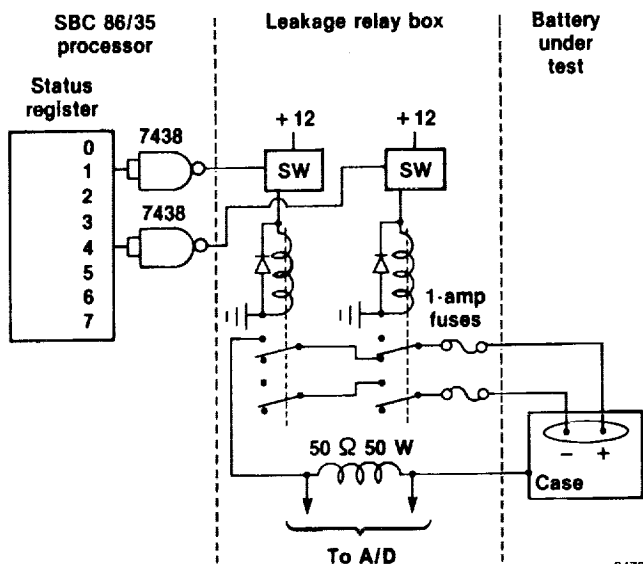 SBC 86/35
processor
Leakage relay box
Battery
under
test
Status
register
0
1
2
3
4
5
6
7
7438
7438
+12
+12
SW
SW
1-amp
fuses
50 Ω 50 W
- +
Case
To A/D